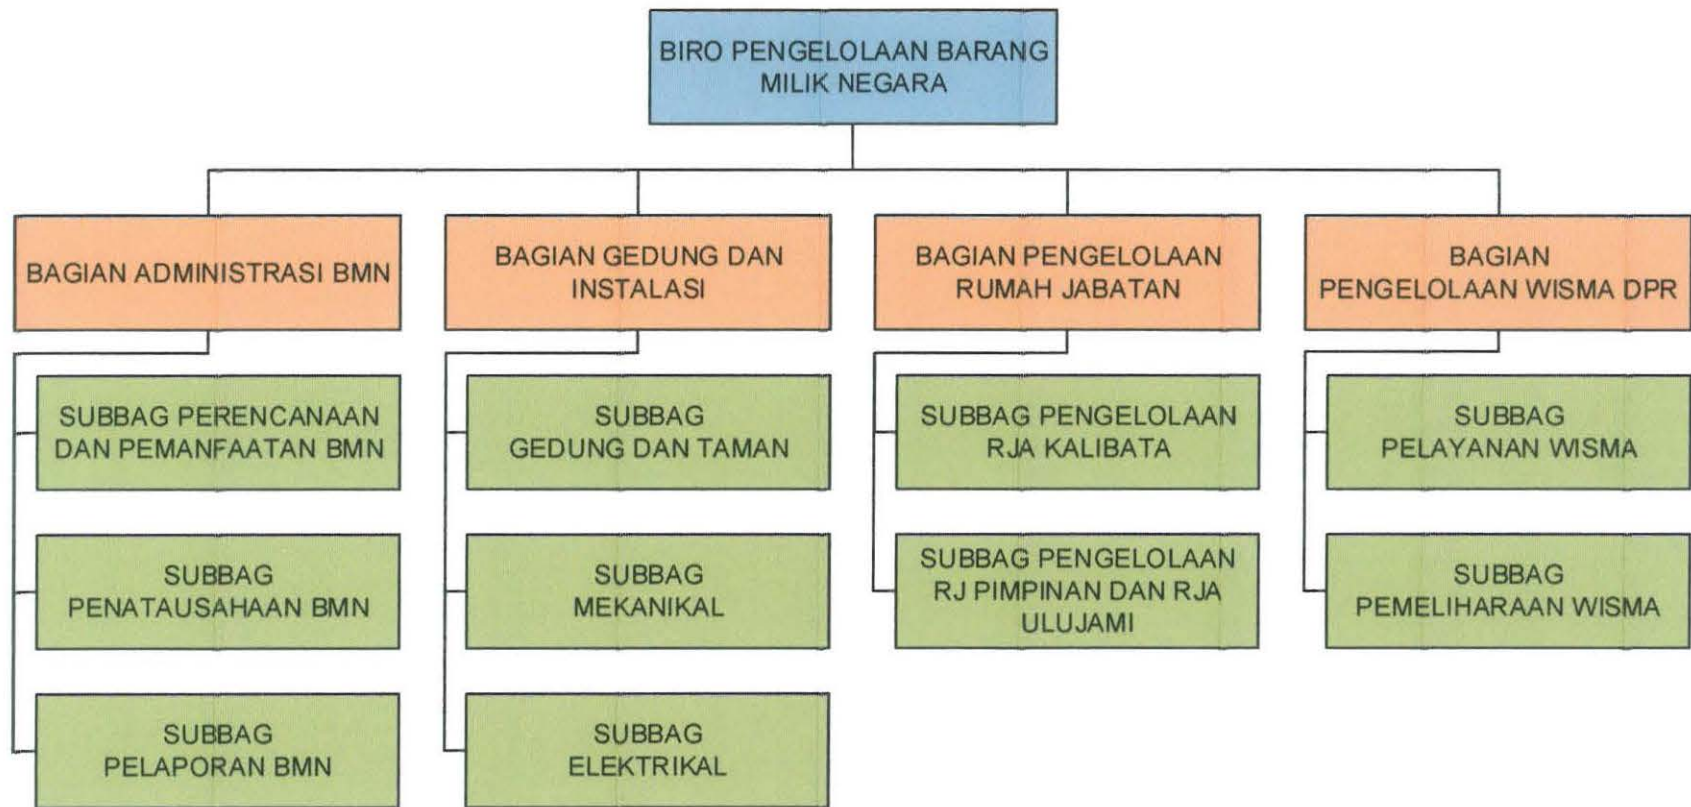 BIRO PENGELOLAAN BARANG
MILIK NEGARA
BAGIAN ADMINISTRASI BMN
BAGIAN GEDUNG DAN
INSTALASI
BAGIAN PENGELOLAAN
RUMAH JABATAN
BAGIAN
PENGELOLAAN WISMA DPR
SUBBAG PERENCANAAN
DAN PEMANFAATAN BMN
SUBBAG
GEDUNG DAN TAMAN
SUBBAG PENGELOLAAN
RJA KALIBATA
SUBBAG
PELAYANAN WISMA
SUBBAG
PENATAUSAHAAN BMN
SUBBAG
MEKANIKAL
SUBBAG PENGELOLAAN
RJ PIMPINAN DAN RJA
ULUJAMI
SUBBAG
PEMELIHARAAN WISMA
SUBBAG
PELAPORAN BMN
SUBBAG
ELEKTRIKAL